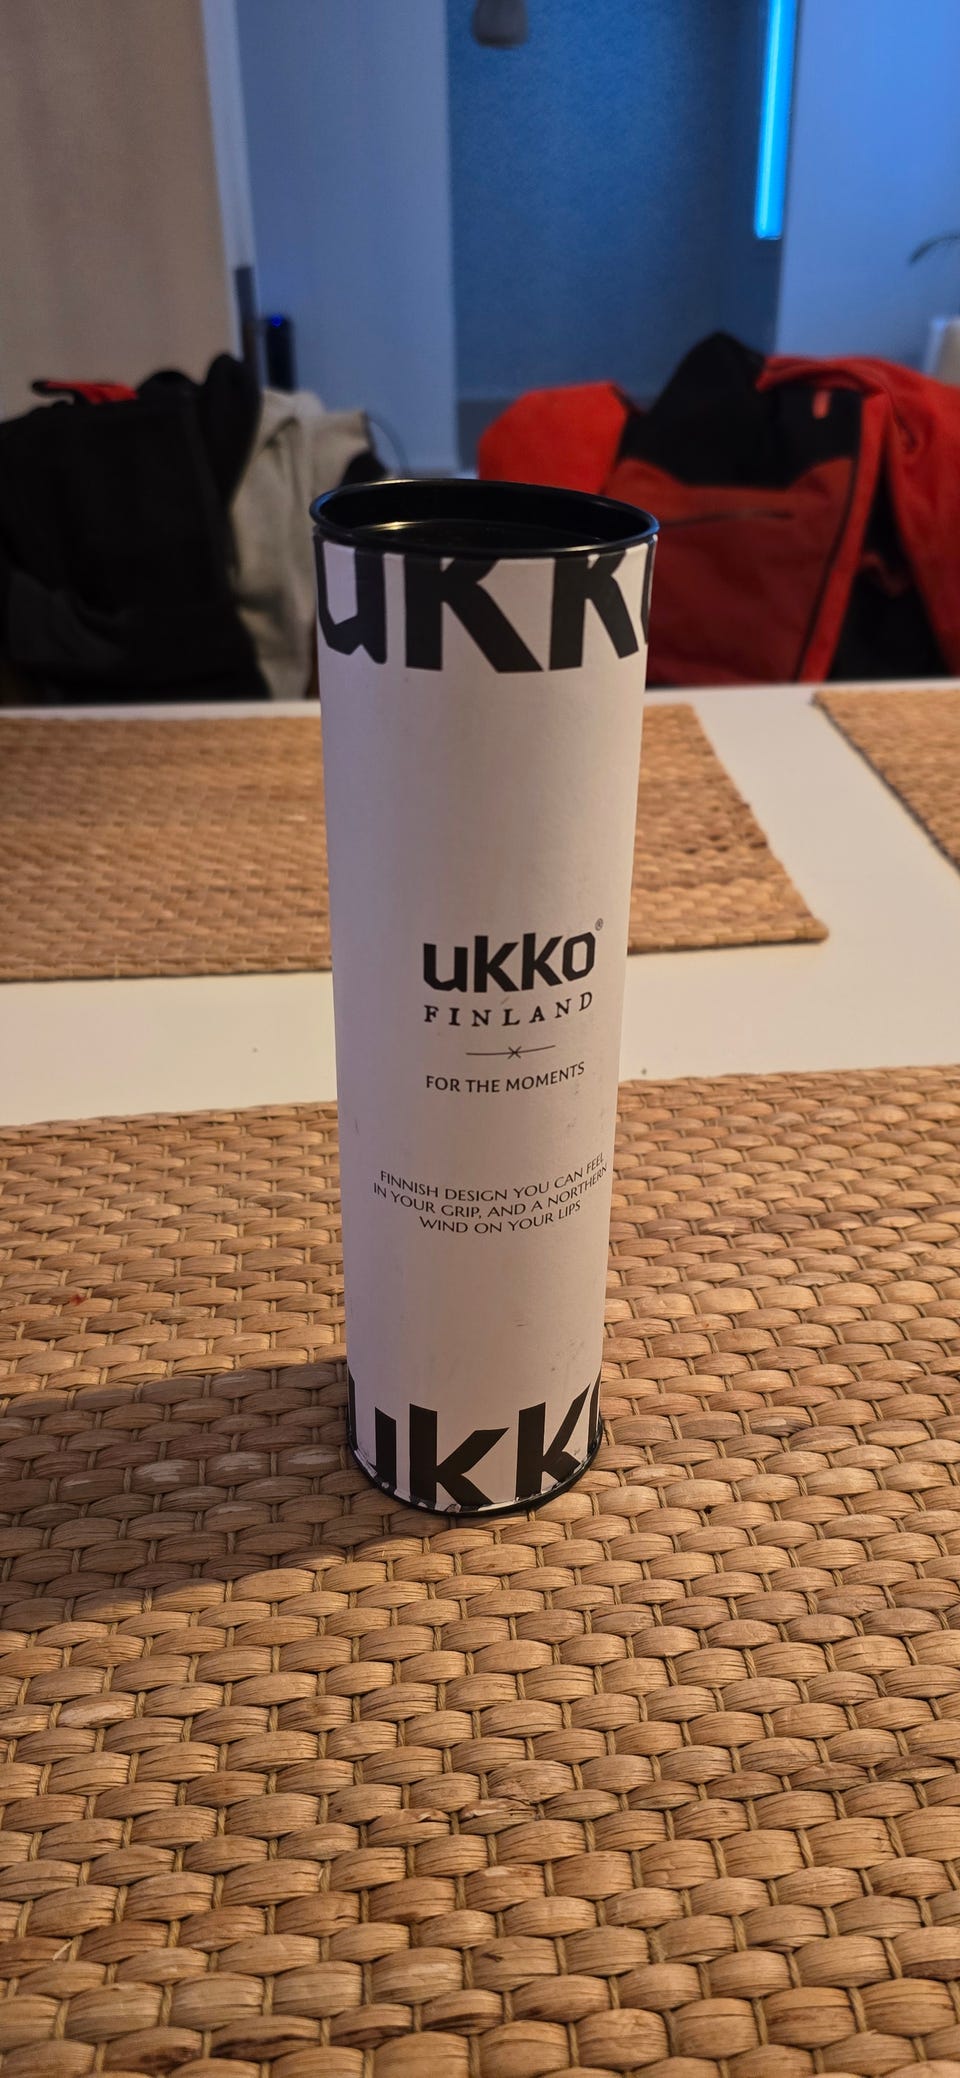 ukko
ukko®
FINLAND
FOR THE MOMENTS
FINNISH DESIGN YOU CAN FEEL
IN YOUR GRIP, AND A NORTHERN
WIND ON YOUR LIPS
ukko